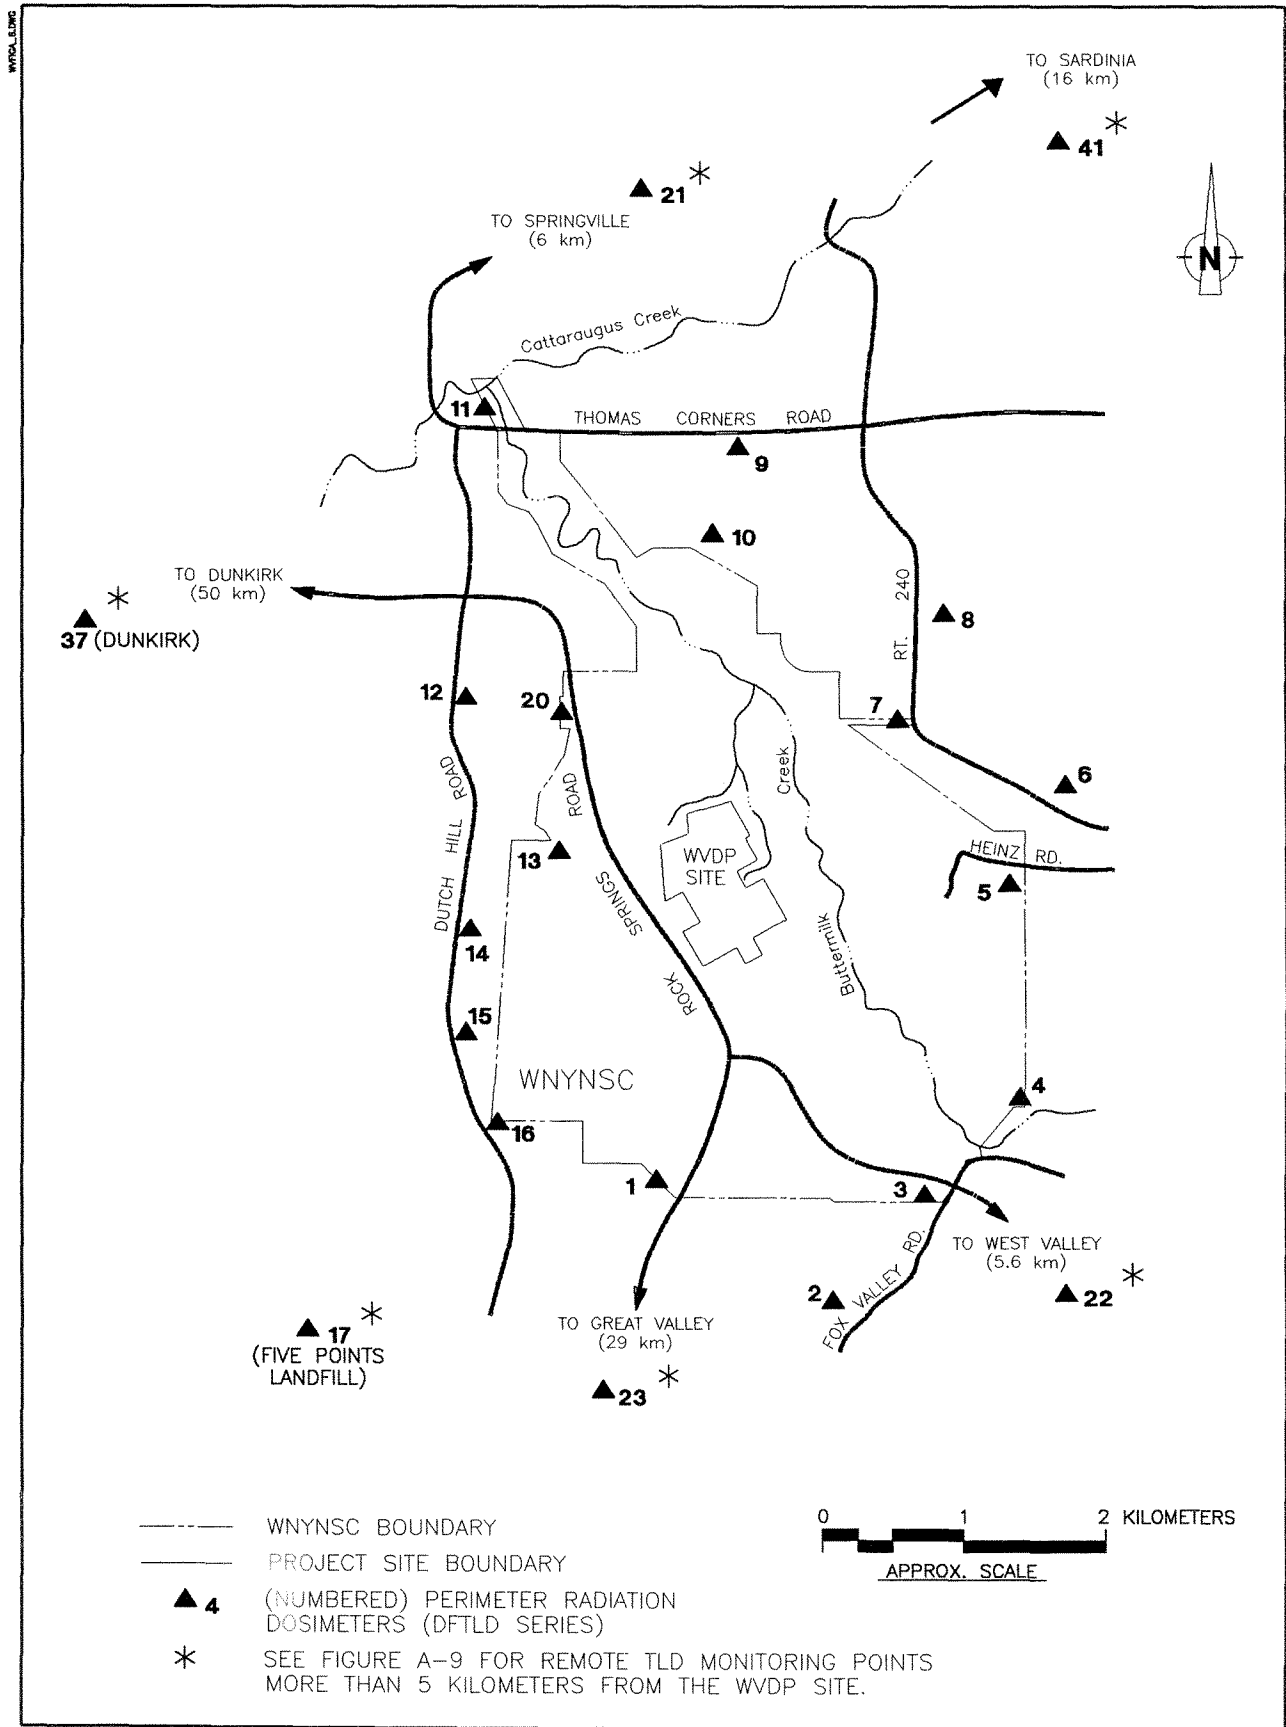 TO SARDINIA
(16 km)
41
21
TO SPRINGVILLE
(6 km)
N
Cattaraugus Creek
11
THOMAS CORNERS ROAD
9
10
TO DUNKIRK
(50 km)
RT. 240
8
37 (DUNKIRK)
12
20
7
6
DUTCH HILL ROAD
ROCK SPRINGS ROAD
Buttermilk Creek
13
WVDP
SITE
HEINZ RD.
5
14
15
WNYNSC
4
16
1
3
TO WEST VALLEY
(5.6 km)
FOX VALLEY RD.
2
22
17
(FIVE POINTS
LANDFILL)
TO GREAT VALLEY
(29 km)
23
0 1 2 KILOMETERS
APPROX. SCALE
WNYNSC BOUNDARY
PROJECT SITE BOUNDARY
4 (NUMBERED) PERIMETER RADIATION
DOSIMETERS (DFTLD SERIES)
SEE FIGURE A-9 FOR REMOTE TLD MONITORING POINTS
MORE THAN 5 KILOMETERS FROM THE WVDP SITE.